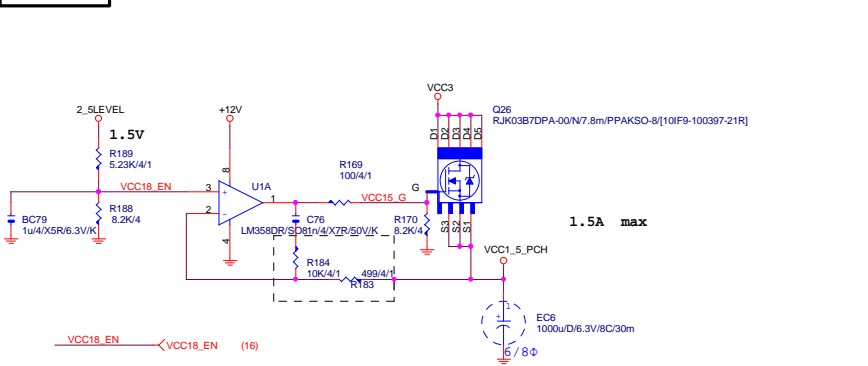 VCC3
Q26
RJK03B7DPA-00/N/7.8m/PPAKSO-8/[10IF9-100397-21R]
2_5LEVEL
+12V
1.5V
D1
D2
D3
D4
D5
R189
5.23K/4/1
8
R169
100/4/1
VCC18_EN
3
U1A
1
VCC15_G
G
2
BC79
1u/4/X5R/6.3V/K
R188
8.2K/4
4
C76
LM358DR/SO8
1n/4/X7R/50V/K
R170
8.2K/4
S3
S2
S1
1.5A max
VCC1_5_PCH
R184
10K/4/1
499/4/1
R183
1
EC6
1000u/D/6.3V/8C/30m
6/8Φ
VCC18_EN
VCC18_EN (16)